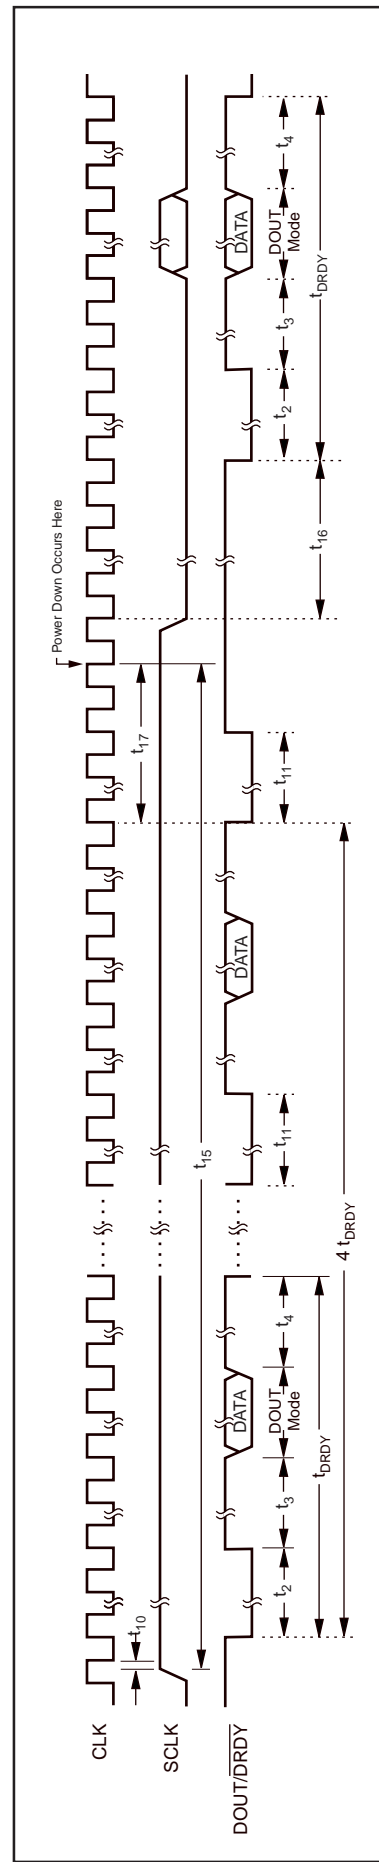 Power Down Occurs Here
CLK
t10
SCLK
t15
t17
DOUT/DRDY
DATA
DATA
DATA
t2
t3
DOUT
Mode
t4
t11
t11
t16
t2
t3
DOUT
Mode
t4
tDRDY
tDRDY
4 tDRDY